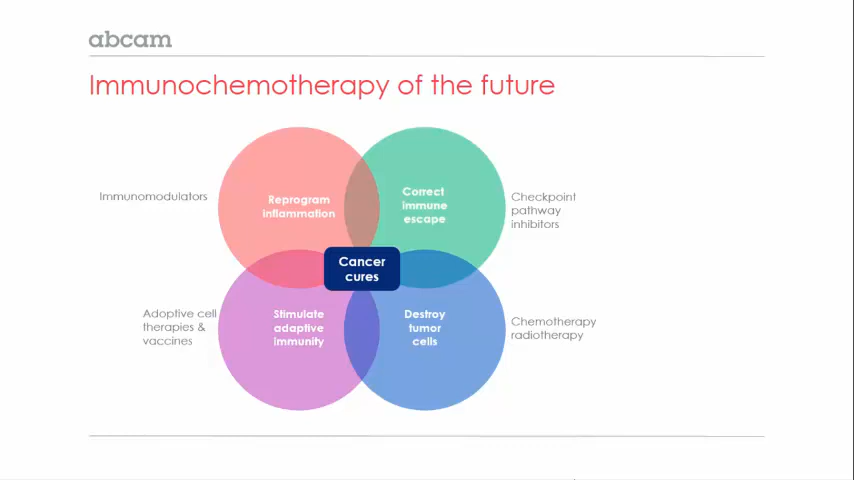 abcam
Immunochemotherapy of the future
Immunomodulators
Reprogram
inflammation
Correct
immune
escape
Checkpoint
pathway
inhibitors
Cancer
cures
Adoptive cell
therapies &
vaccines
Stimulate
adaptive
immunity
Destroy
tumor
cells
Chemotherapy
radiotherapy